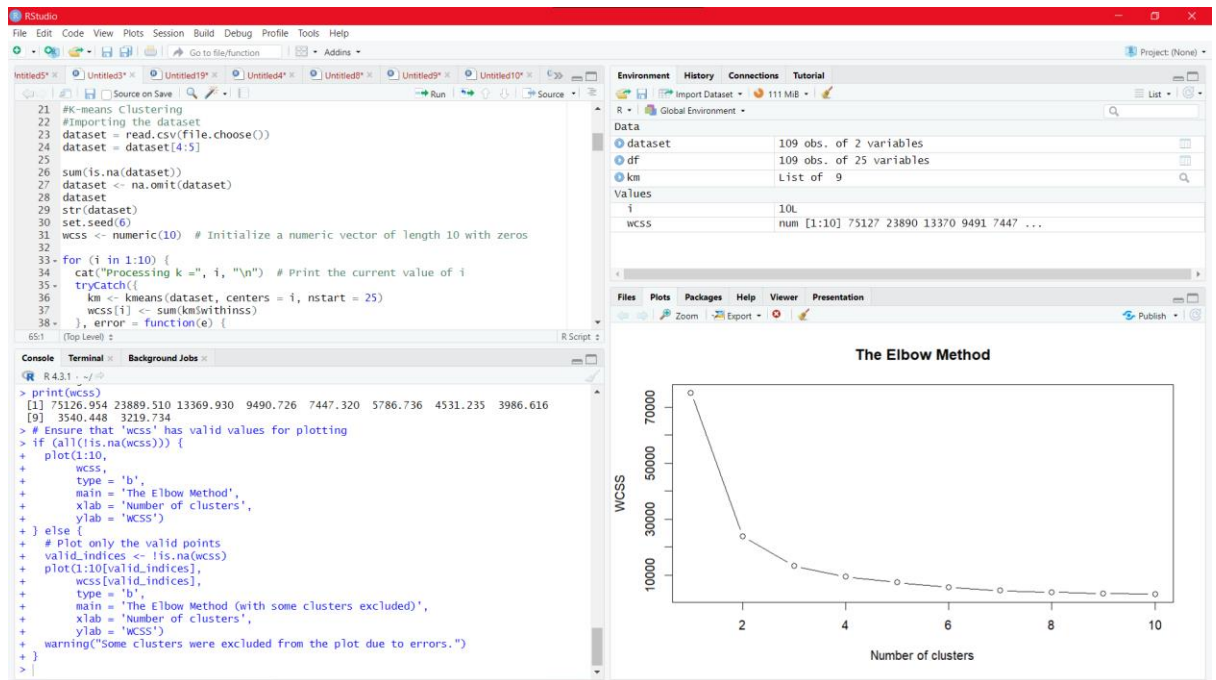 RStudio
File Edit Code View Plots Session Build Debug Profile Tools Help
Go to file/function Addins Project: (None)
ntitled5* Untitled3* Untitled19* Untitled4* Untitled8* Untitled9* Untitled10*
Source on Save Run Source
21 #K-means Clustering
22 #Importing the dataset
23 dataset = read.csv(file.choose())
24 dataset = dataset[4:5]
25
26 sum(is.na(dataset))
27 dataset <- na.omit(dataset)
28 dataset
29 str(dataset)
30 set.seed(6)
31 wcss <- numeric(10)  # Initialize a numeric vector of length 10 with zeros
32
33 for (i in 1:10) {
34   cat("Processing k =", i, "\n")  # Print the current value of i
35   tryCatch({
36     km <- kmeans(dataset, centers = i, nstart = 25)
37     wcss[i] <- sum(km$withinss)
38   }, error = function(e) {
65:1 (Top Level) R Script
Console Terminal Background Jobs
R 4.3.1 · ~/
> print(wcss)
 [1] 75126.954 23889.510 13369.930  9490.726  7447.320  5786.736  4531.235  3986.616
 [9]  3540.448  3219.734
> # Ensure that 'wcss' has valid values for plotting
> if (all(!is.na(wcss))) {
+   plot(1:10,
+        wcss,
+        type = 'b',
+        main = 'The Elbow Method',
+        xlab = 'Number of clusters',
+        ylab = 'WCSS')
+ } else {
+   # Plot only the valid points
+   valid_indices <- !is.na(wcss)
+   plot(1:10[valid_indices],
+        wcss[valid_indices],
+        type = 'b',
+        main = 'The Elbow Method (with some clusters excluded)',
+        xlab = 'Number of clusters',
+        ylab = 'WCSS')
+   warning("Some clusters were excluded from the plot due to errors.")
+ }
>
Environment History Connections Tutorial
Import Dataset 111 MiB List
R Global Environment
Data
dataset 109 obs. of 2 variables
df 109 obs. of 25 variables
km List of 9
Values
i 10L
wcss num [1:10] 75127 23890 13370 9491 7447 ...
Files Plots Packages Help Viewer Presentation
Zoom Export Publish
The Elbow Method
WCSS
70000
50000
30000
10000
2 4 6 8 10
Number of clusters